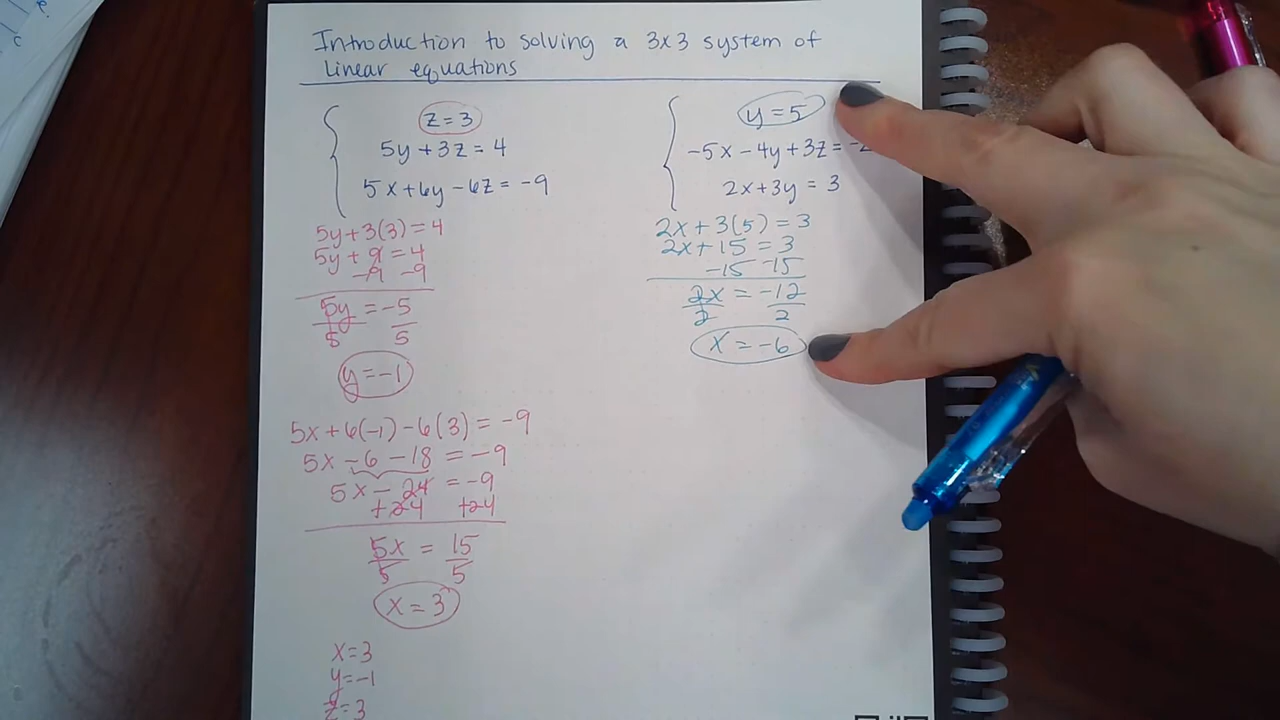 Introduction to solving a 3x3 system of
linear equations
z = 3
5y + 3z = 4
5x + 6y - 6z = -9
5y + 3(3) = 4
5y + 9 = 4
-9 -9
5y = -5
5 5
y = -1
5x + 6(-1) - 6(3) = -9
5x - 6 - 18 = -9
5x - 24 = -9
+24 +24
5x = 15
5 5
x = 3
x = 3
y = -1
z = 3
y = 5
-5x - 4y + 3z =
2x + 3y = 3
2x + 3(5) = 3
2x + 15 = 3
-15 -15
2x = -12
2 2
x = -6